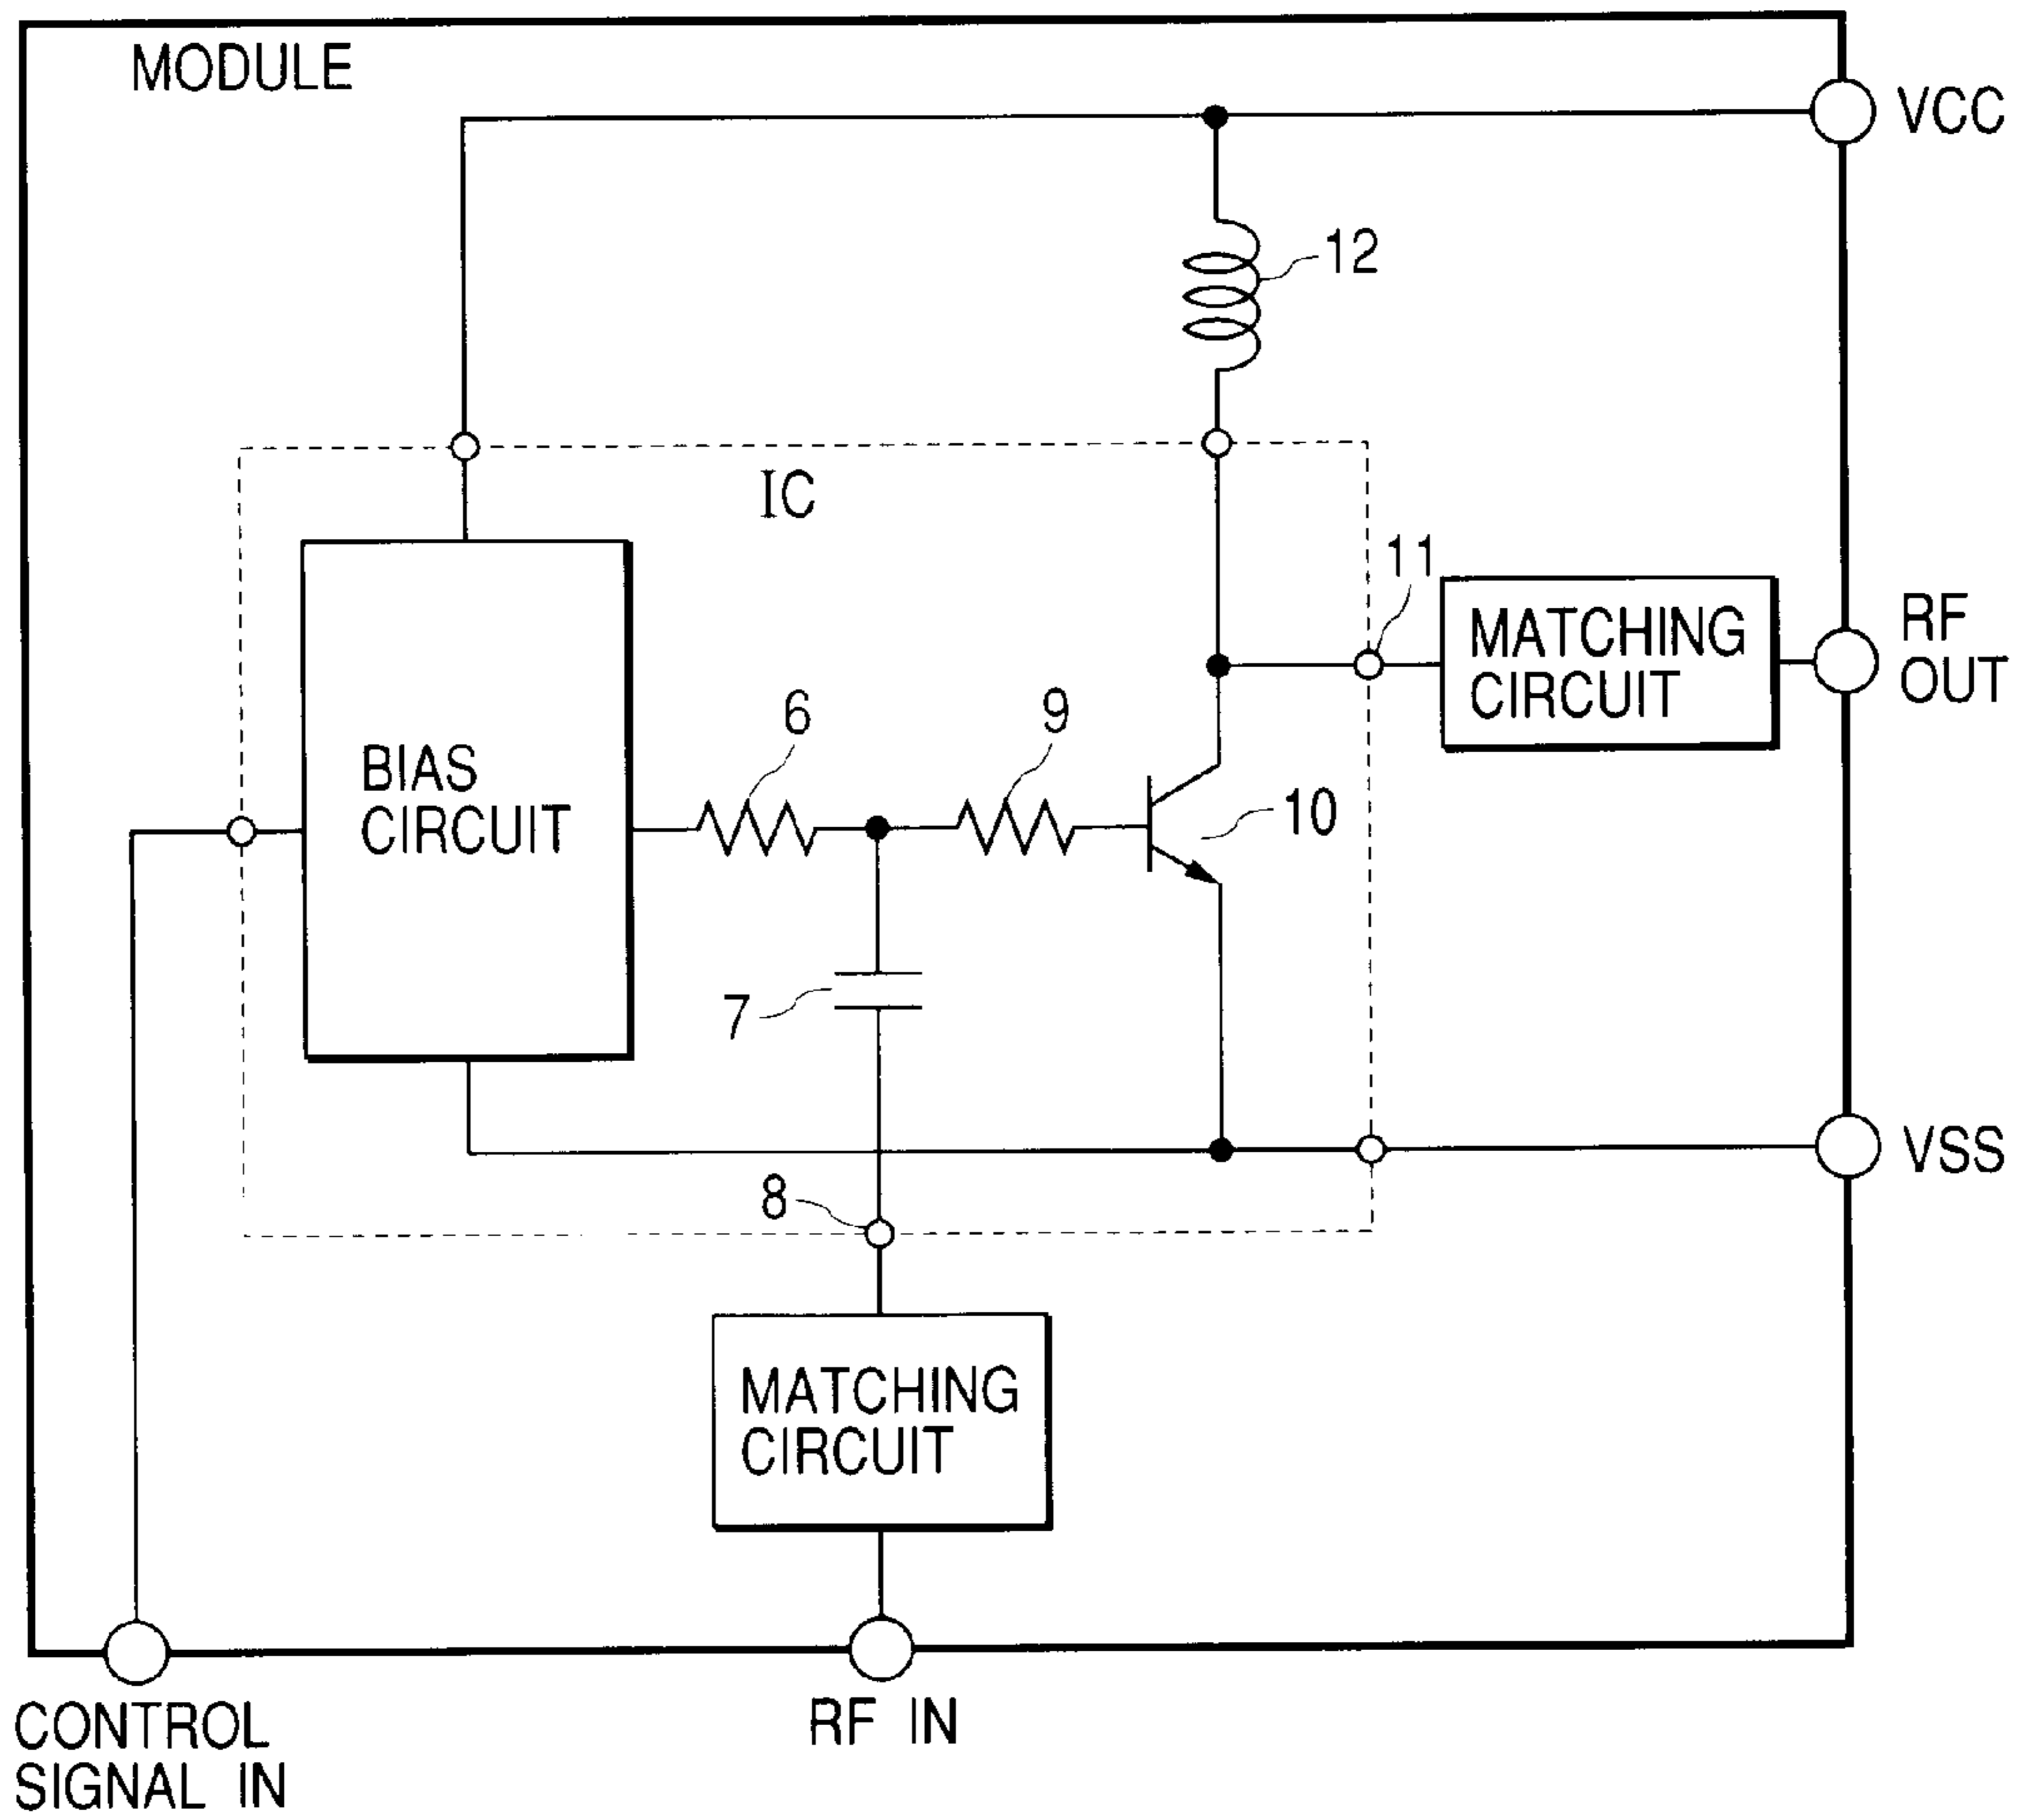 MODULE
VCC
12
IC
11
MATCHING
CIRCUIT
RF
OUT
6
9
BIAS
CIRCUIT
10
7
VSS
8
MATCHING
CIRCUIT
RF IN
CONTROL
SIGNAL IN